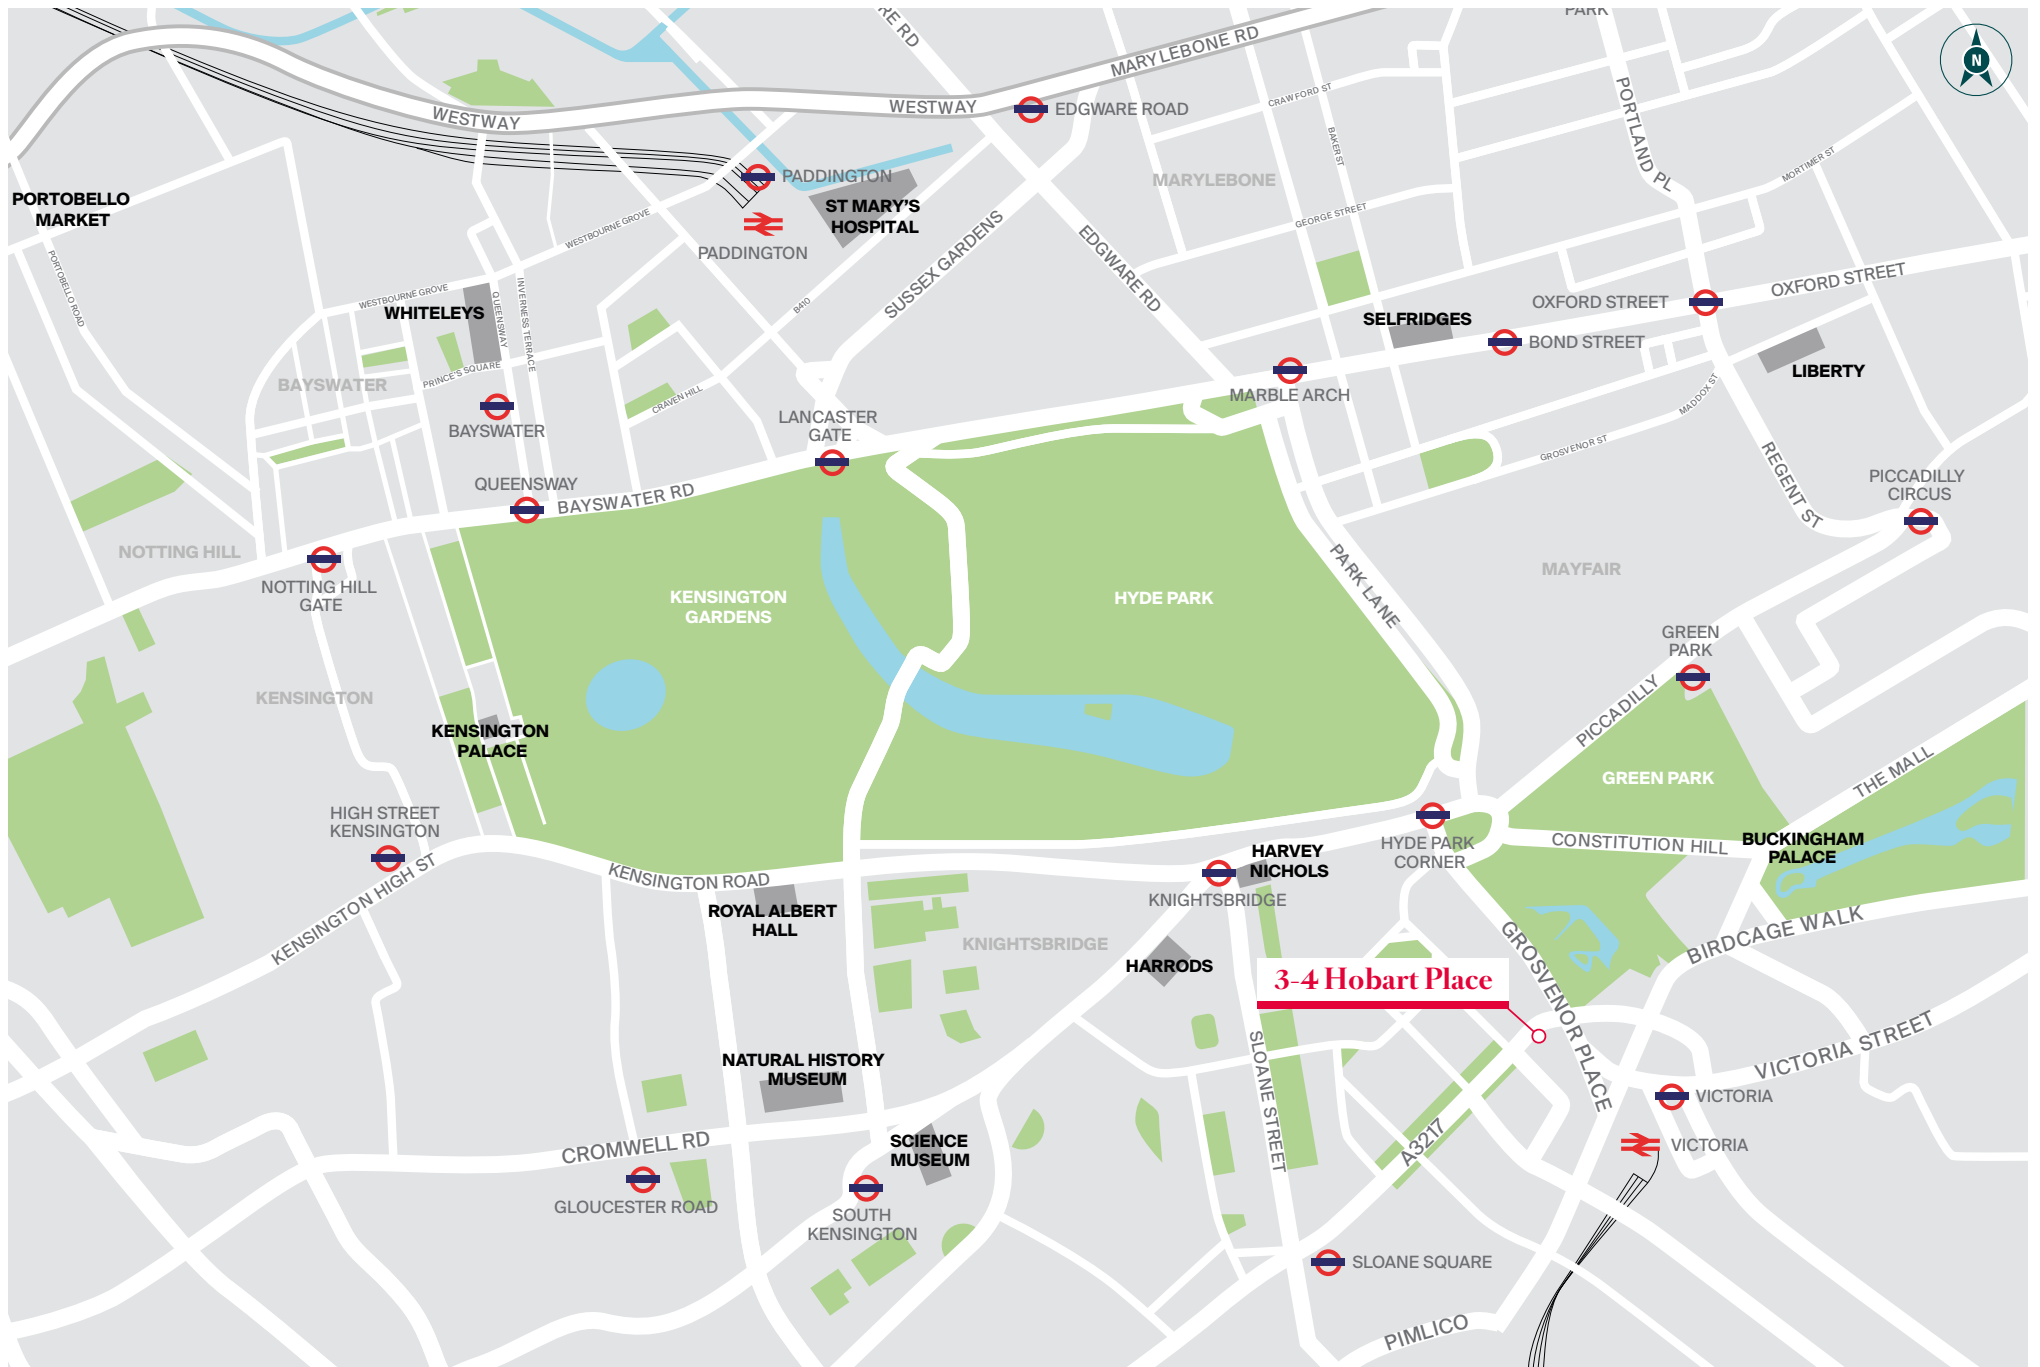 PARK
RE RD
MARYLEBONE RD
N
WESTWAY
WESTWAY
EDGWARE ROAD
CRAWFORD ST
PORTLAND PL
BAKER ST
MORTIMER ST
PADDINGTON
MARYLEBONE
PORTOBELLO
MARKET
ST MARY'S
HOSPITAL
WESTBOURNE GROVE
PADDINGTON
SUSSEX GARDENS
EDGWARE RD
GEORGE STREET
PORTOBELLO ROAD
WESTBOURNE GROVE
QUEENSWAY
INVERNESS TERRACE
WHITELEYS
B410
OXFORD STREET
OXFORD STREET
SELFRIDGES
BOND STREET
LIBERTY
BAYSWATER
PRINCE'S SQUARE
CRAVEN HILL
MARBLE ARCH
MADDOX ST
BAYSWATER
LANCASTER
GATE
GROSVENOR ST
REGENT ST
PICCADILLY
CIRCUS
QUEENSWAY
BAYSWATER RD
NOTTING HILL
NOTTING HILL
GATE
KENSINGTON
GARDENS
HYDE PARK
PARK LANE
MAYFAIR
GREEN
PARK
KENSINGTON
KENSINGTON
PALACE
PICCADILLY
GREEN PARK
THE MALL
HIGH STREET
KENSINGTON
HYDE PARK
CORNER
CONSTITUTION HILL
BUCKINGHAM
PALACE
HARVEY
NICHOLS
KNIGHTSBRIDGE
KENSINGTON HIGH ST
KENSINGTON ROAD
ROYAL ALBERT
HALL
KNIGHTSBRIDGE
HARRODS
BIRDCAGE WALK
3-4 Hobart Place
GROSVENOR PLACE
SLOANE STREET
VICTORIA STREET
NATURAL HISTORY
MUSEUM
VICTORIA
CROMWELL RD
SCIENCE
MUSEUM
A3217
VICTORIA
GLOUCESTER ROAD
SOUTH
KENSINGTON
SLOANE SQUARE
PIMLICO